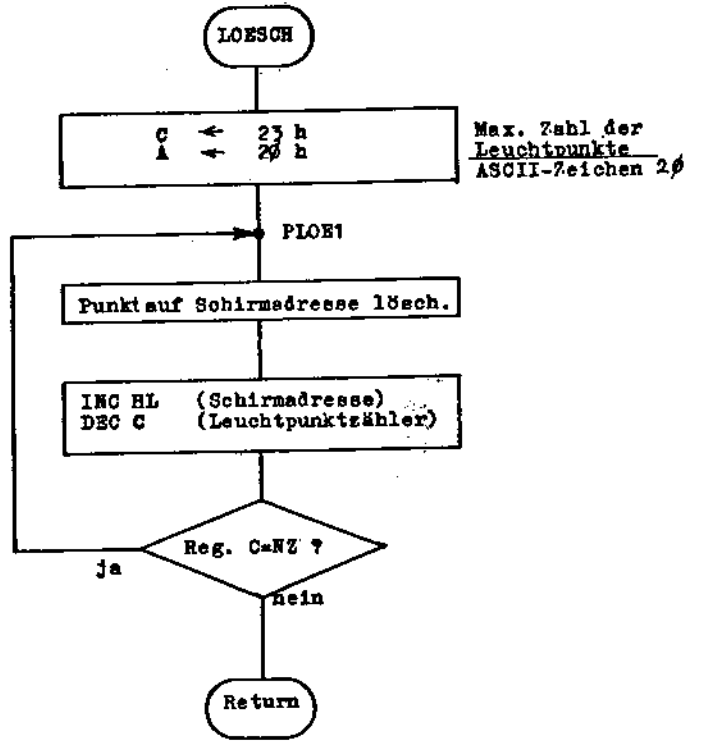 LOESCH
C ← 23 h
A ← 2ø h
Max. Zahl der
Leuchtpunkte
ASCII-Zeichen 2ø
PLOE1
Punkt auf Schirmadresse lösch.
INC HL (Schirmadresse)
DEC C (Leuchtpunktzähler)
Reg. C=NZ ?
ja
nein
Return